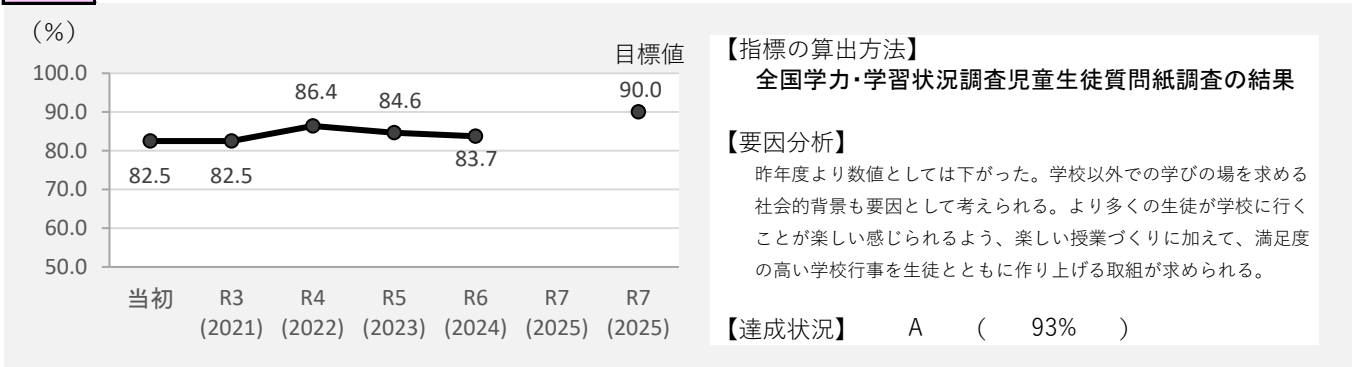 （%）
目標値
100.0
90.0
80.0
70.0
60.0
50.0
82.5
82.5
86.4
84.6
83.7
90.0
当初 R3 R4 R5 R6 R7 R7
(2021) (2022) (2023) (2024) (2025) (2025)
【指標の算出方法】
全国学力・学習状況調査児童生徒質問紙調査の結果
【要因分析】
昨年度より数値としては下がった。学校以外での学びの場を求める
社会的背景も要因として考えられる。より多くの生徒が学校に行く
ことが楽しい感じられるよう、楽しい授業づくりに加えて、満足度
の高い学校行事を生徒とともに作り上げる取組が求められる。
【達成状況】 A （ 93% ）